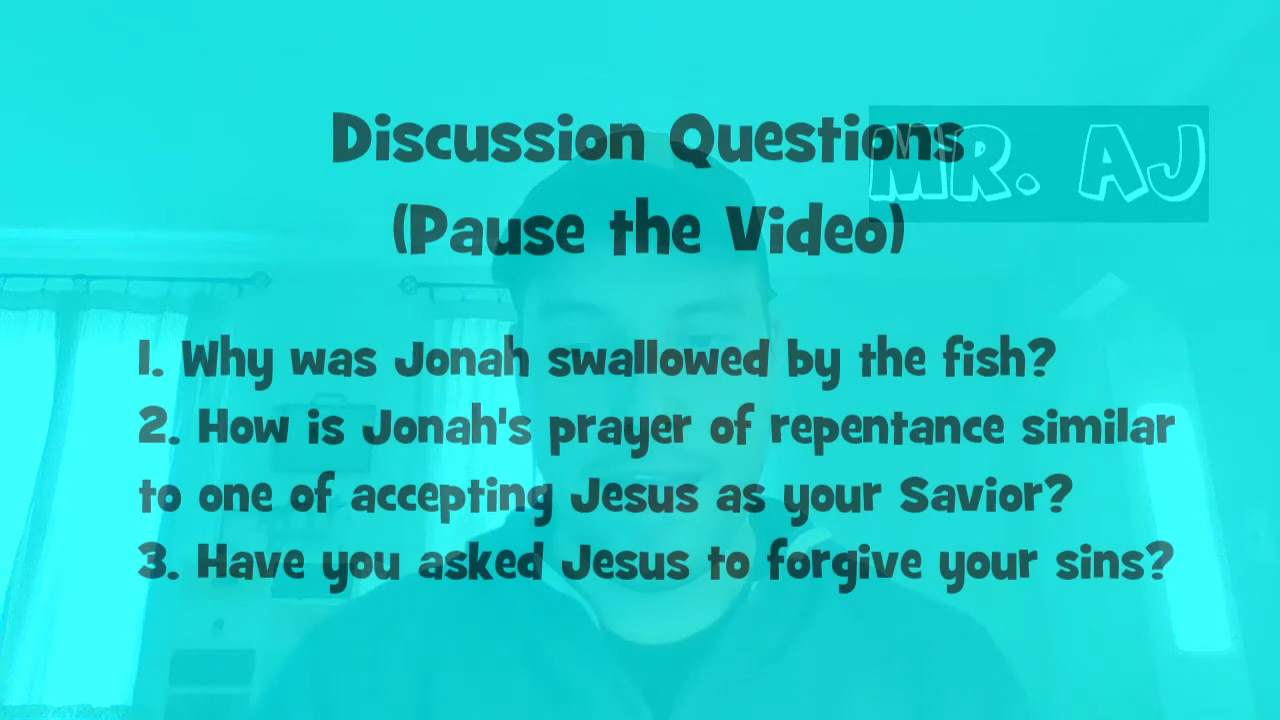 Discussion Questions
MR. AJ
(Pause the Video)
1. Why was Jonah swallowed by the fish?
2. How is Jonah's prayer of repentance similar
to one of accepting Jesus as your Savior?
3. Have you asked Jesus to forgive your sins?